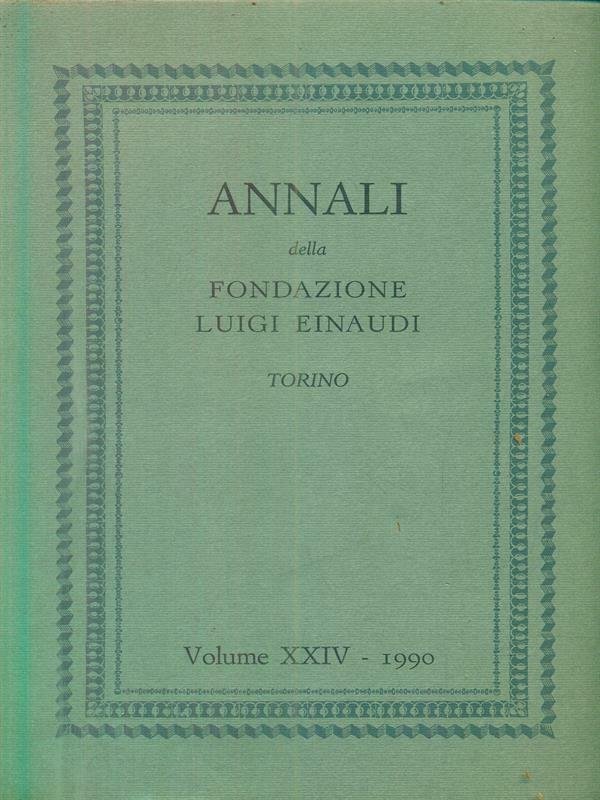 ANNALI
della
FONDAZIONE
LUIGI EINAUDI
TORINO
Volume XXIV - 1990